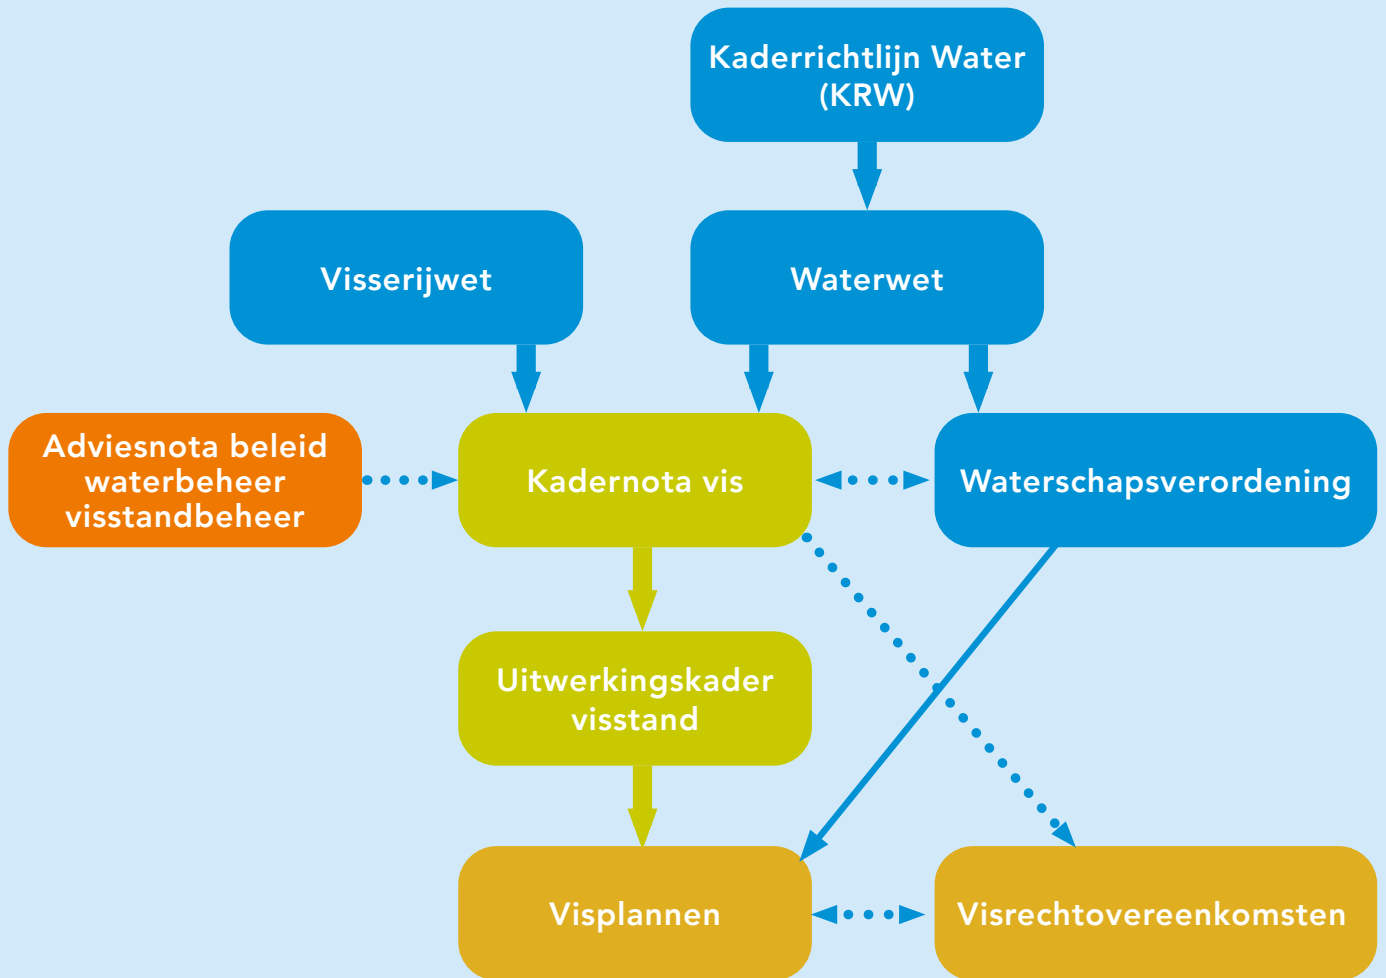 Kaderrichtlijn Water
(KRW)
Visserijwet
Waterwet
Adviesnota beleid
waterbeheer
visstandbeheer
Kadernota vis
Waterschapsverordening
Uitwerkingskader
visstand
Visplannen
Visrechtovereenkomsten